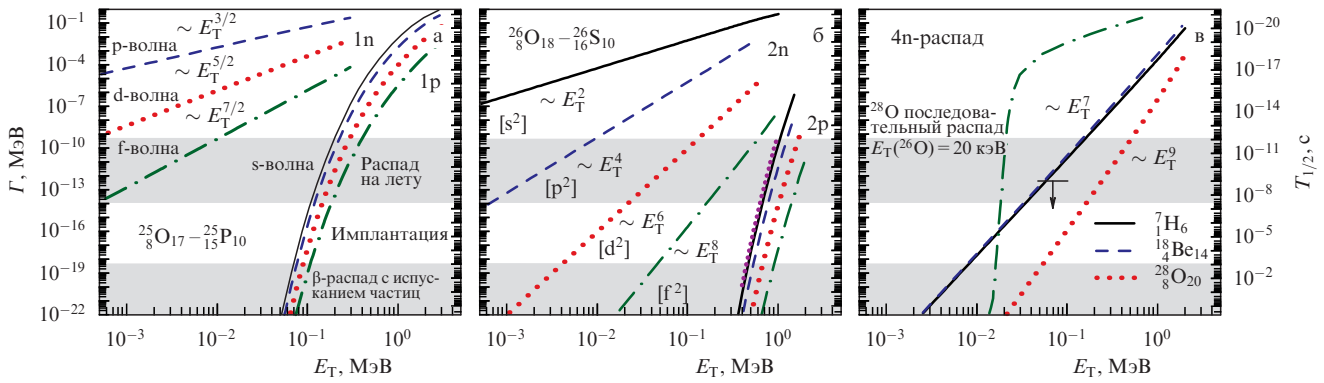 Γ, МэВ
10⁻¹
10⁻⁴
10⁻⁷
10⁻¹⁰
10⁻¹³
10⁻¹⁶
10⁻¹⁹
10⁻²²
~ E_T^{3/2}
1n
а
p-волна
~ E_T^{5/2}
1p
d-волна
~ E_T^{7/2}
f-волна
s-волна
Распад
на лету
²⁵₈O₁₇ – ²⁵₁₅P₁₀
Имплантация
β-распад с испус-
канием частиц
10⁻³ 10⁻² 10⁻¹ 10⁰
E_T, МэВ
²⁶₈O₁₈ – ²⁶₁₆S₁₀
2n
б
~ E_T^2
[s²]
2p
~ E_T^4
[p²]
~ E_T^6
[d²]
~ E_T^8
[f²]
10⁻³ 10⁻² 10⁻¹ 10⁰
E_T, МэВ
4n-распад
в
~ E_T^7
²⁸O последова-
тельный распад
E_T(²⁶O) = 20 кэВ
~ E_T^9
⁷₁H₆
¹⁸₄Be₁₄
²⁸₈O₂₀
10⁻³ 10⁻² 10⁻¹ 10⁰
E_T, МэВ
10⁻²⁰
10⁻¹⁷
10⁻¹⁴
10⁻¹¹
10⁻⁸
10⁻⁵
10⁻²
T_{1/2}, с